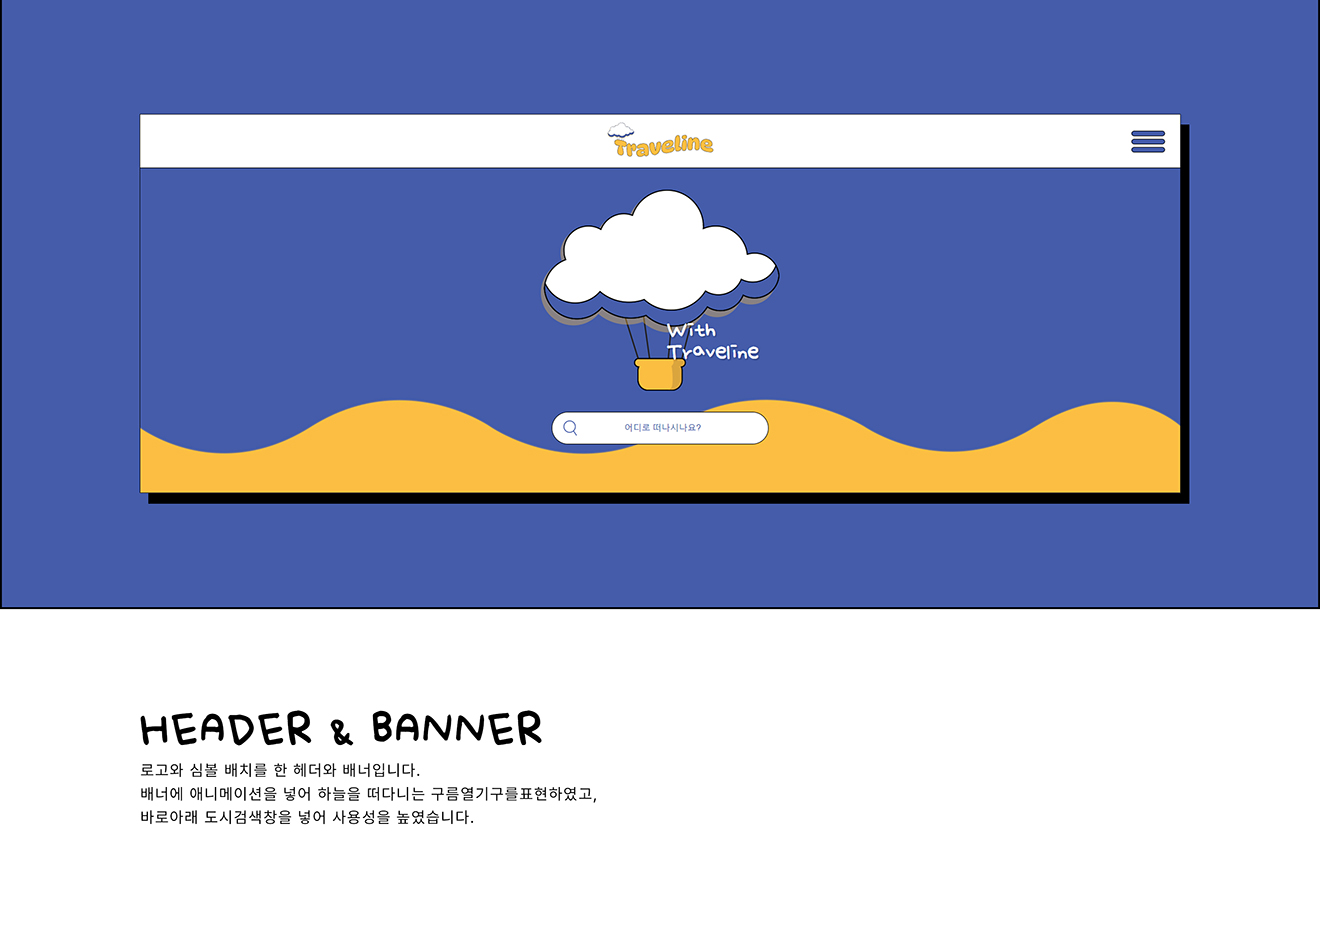 Traveline
With
Traveline
어디로 떠나시나요?
HEADER & BANNER
로고와 심볼 배치를 한 헤더와 배너입니다.
배너에 애니메이션을 넣어 하늘을 떠다니는 구름열기구를표현하였고,
바로아래 도시검색창을 넣어 사용성을 높였습니다.